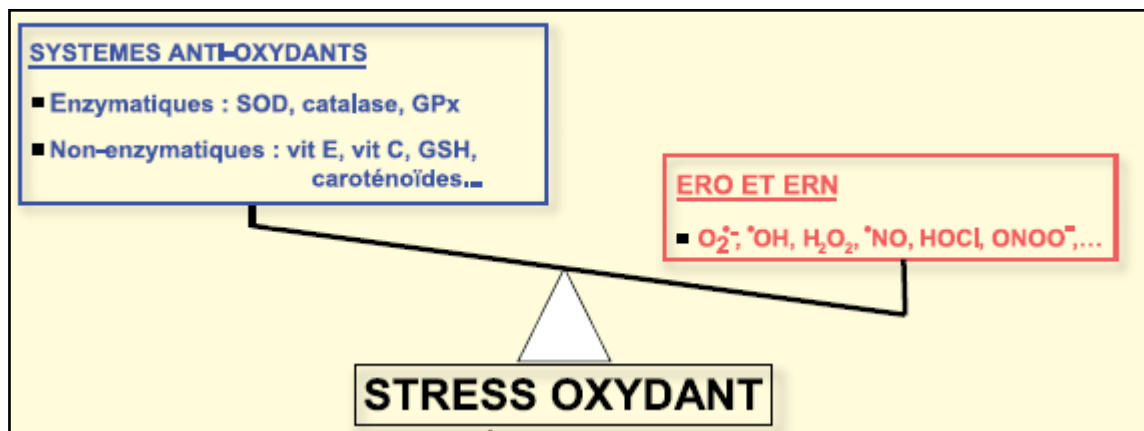 SYSTEMES ANTI-OXYDANTS
▪ Enzymatiques : SOD, catalase, GPx
▪ Non-enzymatiques : vit E, vit C, GSH,
caroténoïdes...
ERO ET ERN
▪ O₂•⁻, •OH, H₂O₂, •NO, HOCl, ONOO⁻,...
STRESS OXYDANT